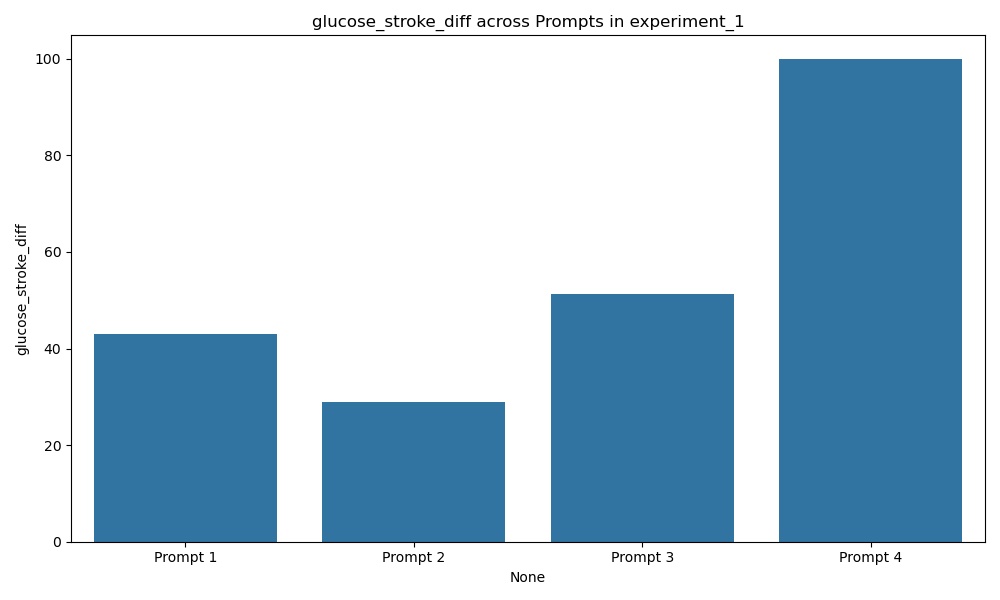 glucose_stroke_diff across Prompts in experiment_1
glucose_stroke_diff
100
80
60
40
20
0
Prompt 1 Prompt 2 Prompt 3 Prompt 4
None